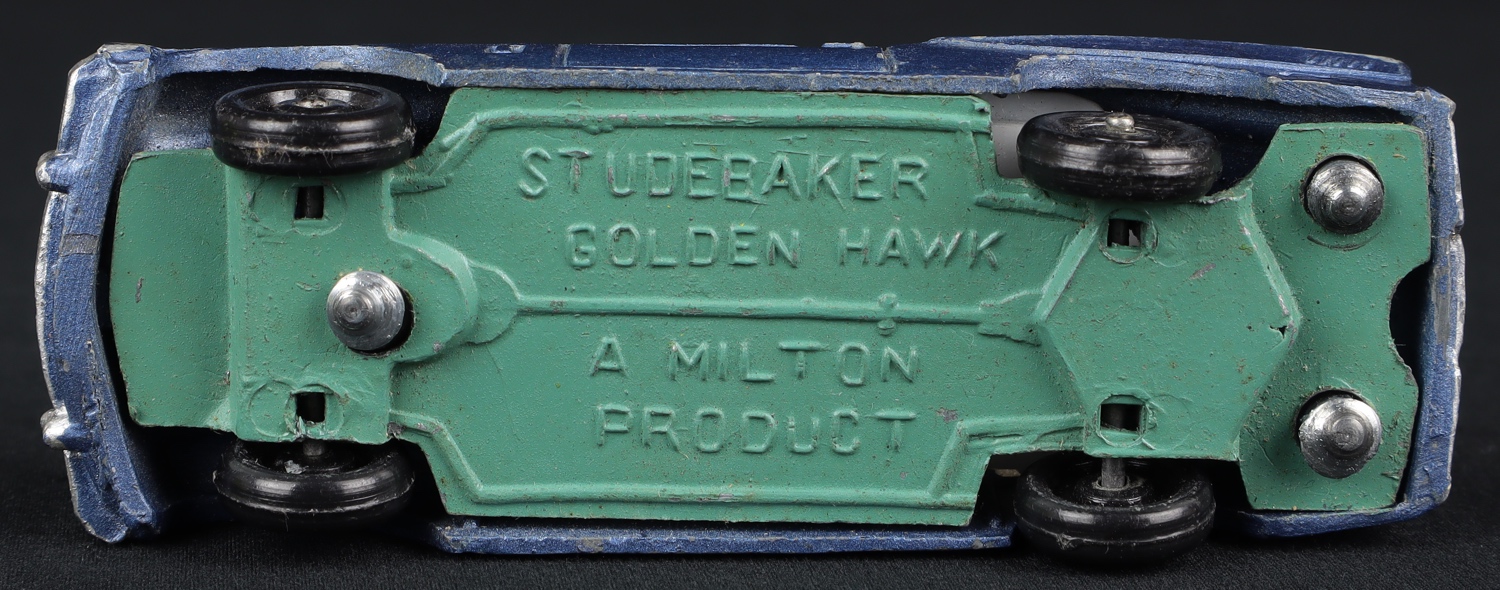 STUDEBAKER
GOLDEN HAWK
A MILTON
PRODUCT